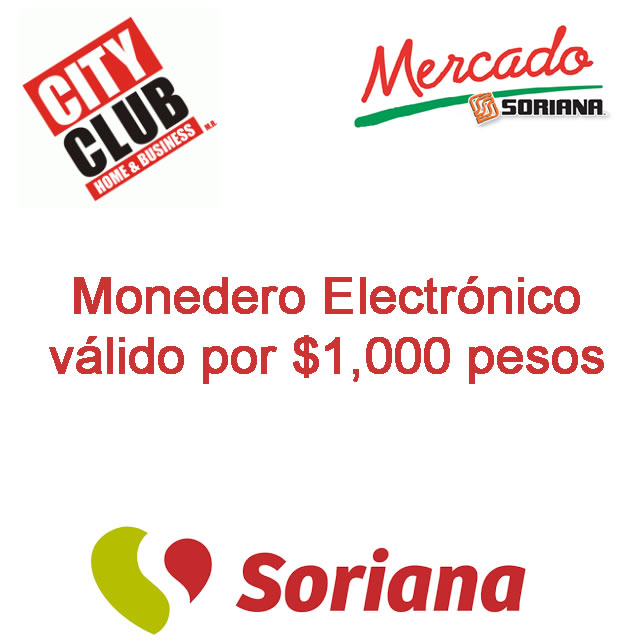 CITY
CLUB
HOME & BUSINESS
M.R.
Mercado
SORIANA
Monedero Electrónico
válido por $1,000 pesos
Soriana